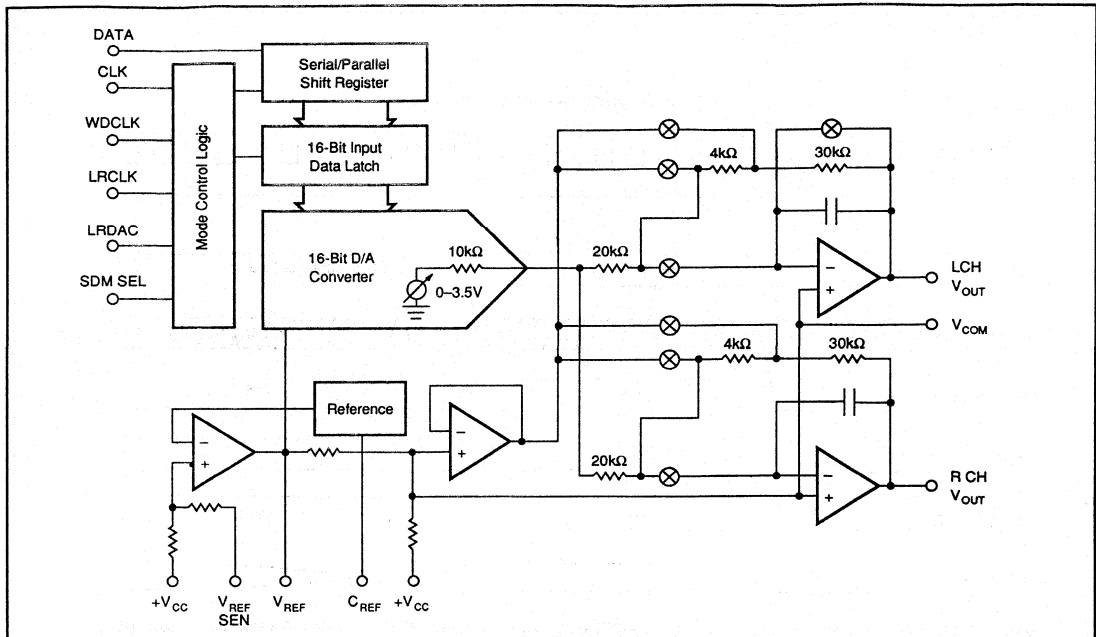 DATA
CLK
WDCLK
LRCLK
LRDAC
SDM SEL
Mode Control Logic
Serial/Parallel
Shift Register
16-Bit Input
Data Latch
16-Bit D/A
Converter
10kΩ
0–3.5V
20kΩ
4kΩ
30kΩ
−
+
LCH
VOUT
VCOM
4kΩ
30kΩ
20kΩ
−
+
R CH
VOUT
Reference
−
+
−
+
+VCC
VREF
SEN
VREF
CREF
+VCC